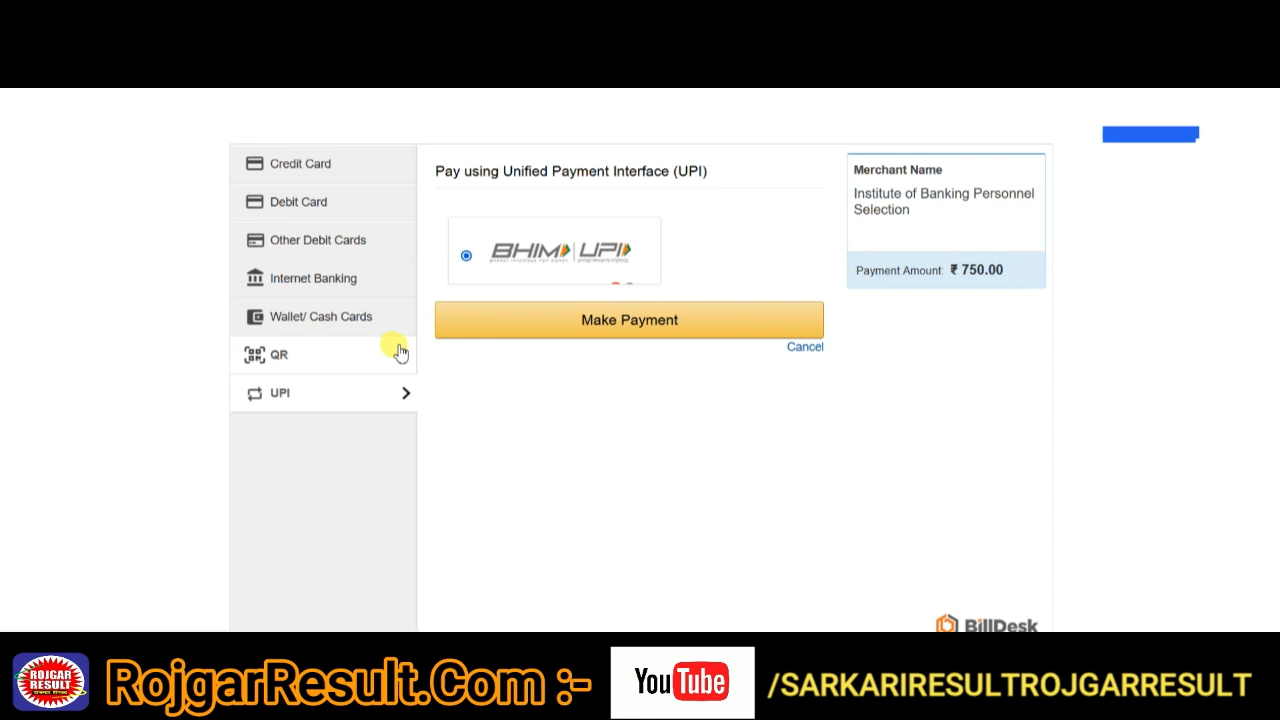 Credit Card
Debit Card
Other Debit Cards
Internet Banking
Wallet/ Cash Cards
QR
UPI
Pay using Unified Payment Interface (UPI)
BHIM UPI
Make Payment
Cancel
Merchant Name
Institute of Banking Personnel
Selection
Payment Amount: ₹ 750.00
BillDesk
ROJGAR
RESULT
RojgarResult.Com :-
YouTube
/SARKARIRESULTROJGARRESULT